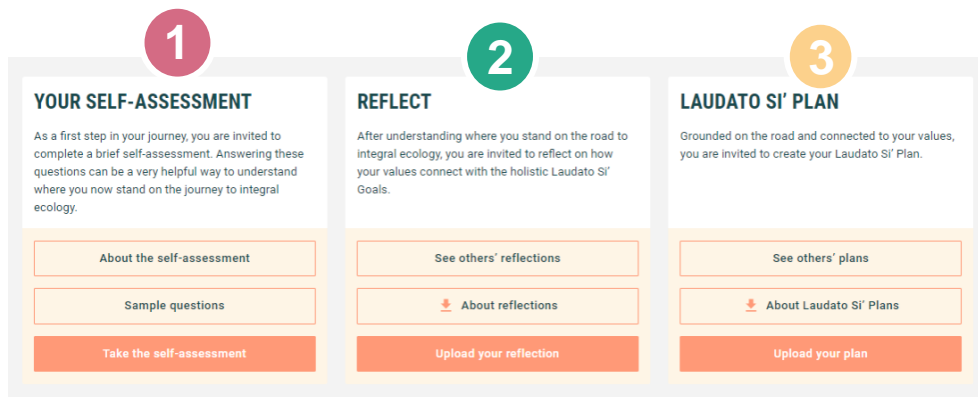 1
YOUR SELF-ASSESSMENT
As a first step in your journey, you are invited to
complete a brief self-assessment. Answering these
questions can be a very helpful way to understand
where you now stand on the journey to integral
ecology.
About the self-assessment
Sample questions
Take the self-assessment
2
REFLECT
After understanding where you stand on the road to
integral ecology, you are invited to reflect on how
your values connect with the holistic Laudato Si’
Goals.
See others’ reflections
About reflections
Upload your reflection
3
LAUDATO SI’ PLAN
Grounded on the road and connected to your values,
you are invited to create your Laudato Si’ Plan.
See others’ plans
About Laudato Si’ Plans
Upload your plan